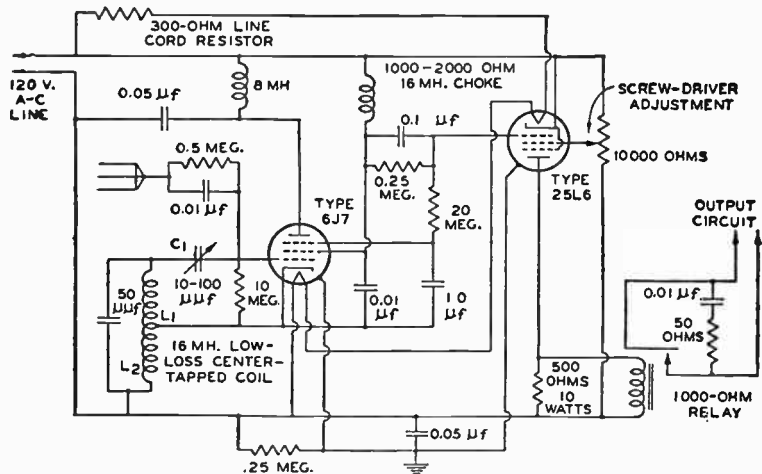 300-OHM LINE
CORD RESISTOR
120 V.
A-C
LINE
0.05 µf
8 MH
1000-2000 OHM
16 MH. CHOKE
SCREW-DRIVER
ADJUSTMENT
0.1 µf
0.5 MEG.
0.01 µf
0.25
MEG.
TYPE
6J7
20
MEG.
TYPE
25L6
10000 OHMS
OUTPUT
CIRCUIT
C1
10-100
µµf
50
µµf
L1
L2
10
MEG.
0.01
µf
1.0
µf
0.01
µf
50
OHMS
16 MH. LOW-
LOSS CENTER-
TAPPED COIL
500
OHMS
10
WATTS
1000-OHM
RELAY
.25 MEG.
0.05 µf